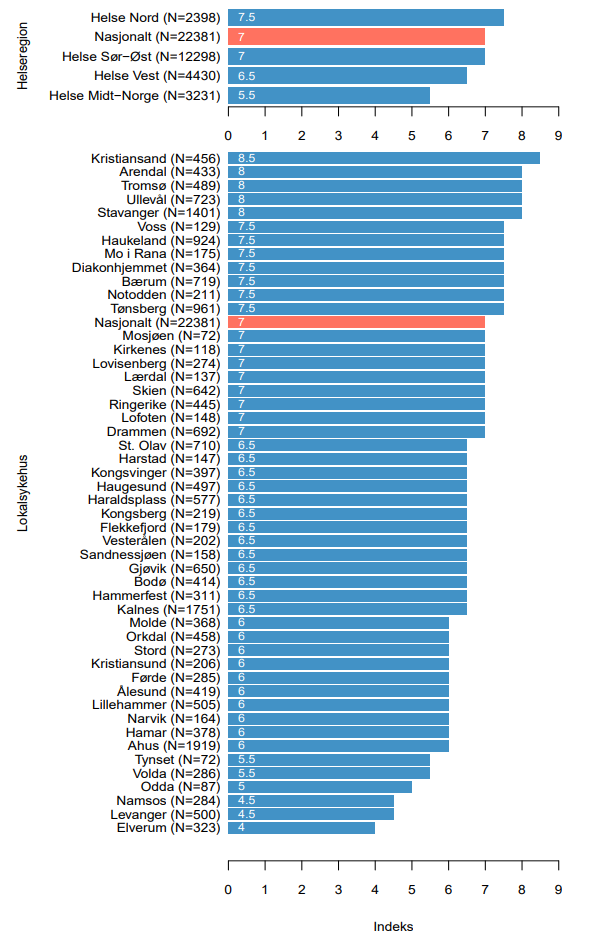 Helseregion
Helse Nord (N=2398) 7.5
Nasjonalt (N=22381) 7
Helse Sør−Øst (N=12298) 7
Helse Vest (N=4430) 6.5
Helse Midt−Norge (N=3231) 5.5
0 1 2 3 4 5 6 7 8 9
Lokalsykehus
Kristiansand (N=456) 8.5
Arendal (N=433) 8
Tromsø (N=489) 8
Ullevål (N=723) 8
Stavanger (N=1401) 8
Voss (N=129) 7.5
Haukeland (N=924) 7.5
Mo i Rana (N=175) 7.5
Diakonhjemmet (N=364) 7.5
Bærum (N=719) 7.5
Notodden (N=211) 7.5
Tønsberg (N=961) 7.5
Nasjonalt (N=22381) 7
Mosjøen (N=72) 7
Kirkenes (N=118) 7
Lovisenberg (N=274) 7
Lærdal (N=137) 7
Skien (N=642) 7
Ringerike (N=445) 7
Lofoten (N=148) 7
Drammen (N=692) 7
St. Olav (N=710) 6.5
Harstad (N=147) 6.5
Kongsvinger (N=397) 6.5
Haugesund (N=497) 6.5
Haraldsplass (N=577) 6.5
Kongsberg (N=219) 6.5
Flekkefjord (N=179) 6.5
Vesterålen (N=202) 6.5
Sandnessjøen (N=158) 6.5
Gjøvik (N=650) 6.5
Bodø (N=414) 6.5
Hammerfest (N=311) 6.5
Kalnes (N=1751) 6.5
Molde (N=368) 6
Orkdal (N=458) 6
Stord (N=273) 6
Kristiansund (N=206) 6
Førde (N=285) 6
Ålesund (N=419) 6
Lillehammer (N=505) 6
Narvik (N=164) 6
Hamar (N=378) 6
Ahus (N=1919) 6
Tynset (N=72) 5.5
Volda (N=286) 5.5
Odda (N=87) 5
Namsos (N=284) 4.5
Levanger (N=500) 4.5
Elverum (N=323) 4
0 1 2 3 4 5 6 7 8 9
Indeks